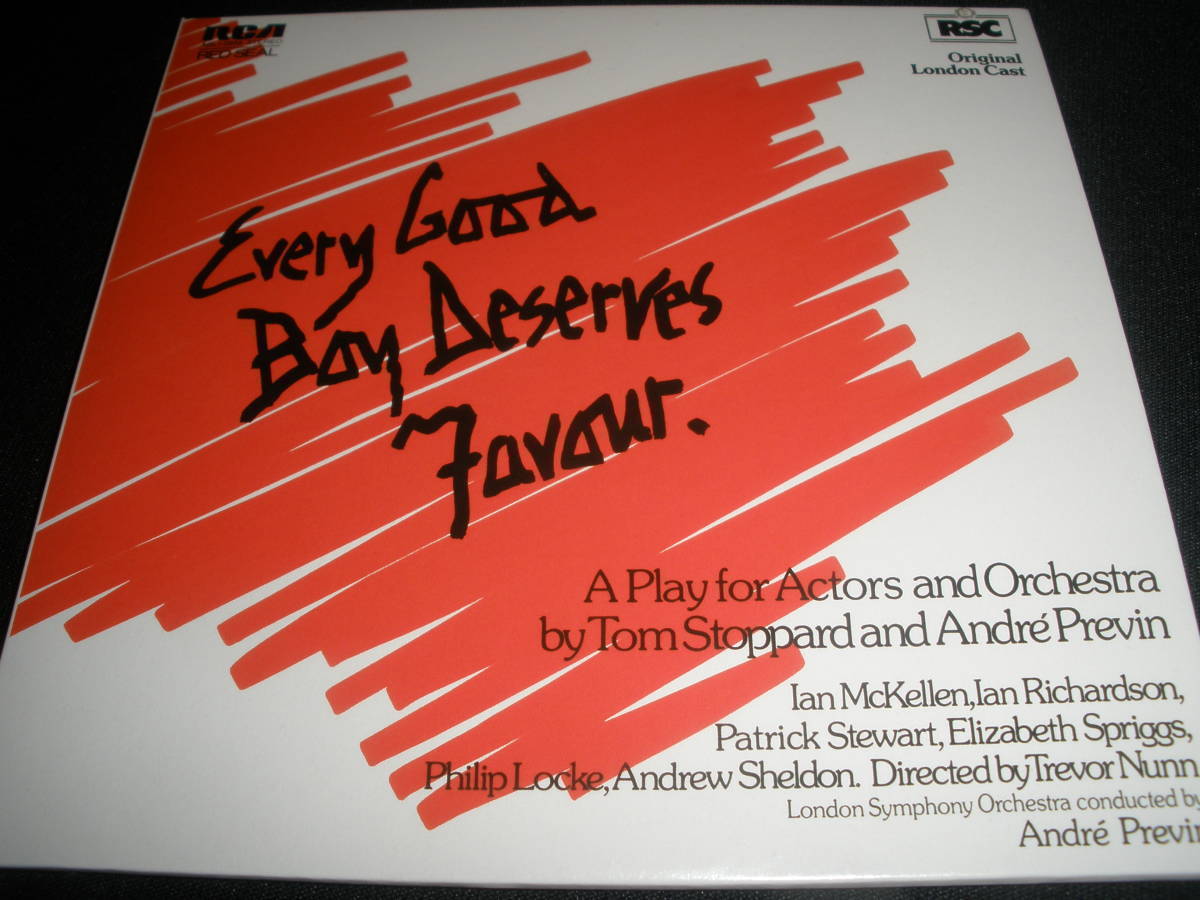 RCA
RED SEAL
RSC
Original
London Cast
Every Good
Boy Deserves
Favour.
A Play for Actors and Orchestra
by Tom Stoppard and André Previn
Ian McKellen, Ian Richardson,
Patrick Stewart, Elizabeth Spriggs,
Philip Locke, Andrew Sheldon. Directed by Trevor Nunn
London Symphony Orchestra conducted by
André Previn